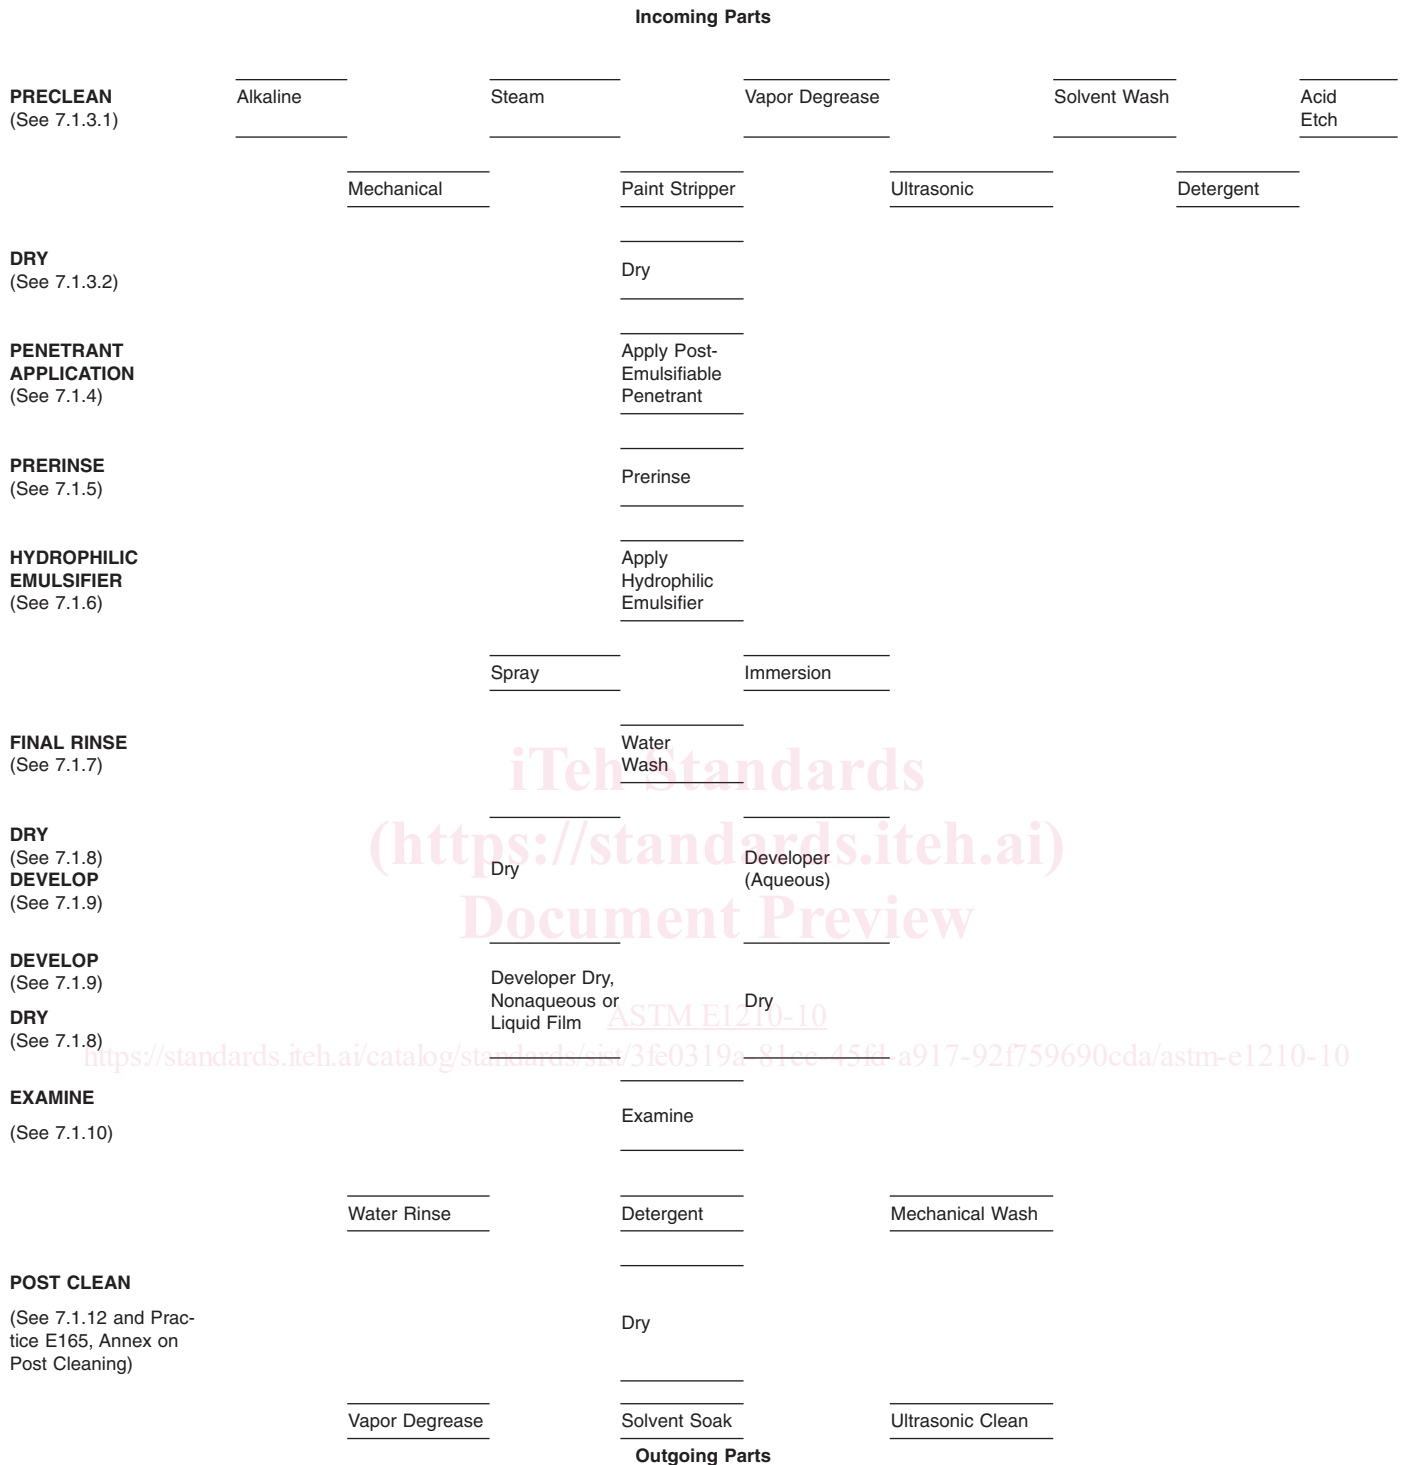 Incoming Parts
PRECLEAN
(See 7.1.3.1)
Alkaline
Steam
Vapor Degrease
Solvent Wash
Acid
Etch
Mechanical
Paint Stripper
Ultrasonic
Detergent
DRY
(See 7.1.3.2)
Dry
PENETRANT
APPLICATION
(See 7.1.4)
Apply Post-
Emulsifiable
Penetrant
PRERINSE
(See 7.1.5)
Prerinse
HYDROPHILIC
EMULSIFIER
(See 7.1.6)
Apply
Hydrophilic
Emulsifier
Spray
Immersion
FINAL RINSE
(See 7.1.7)
Water
Wash
iTeh Standards
(https://standards.iteh.ai)
Document Preview
DRY
(See 7.1.8)
DEVELOP
(See 7.1.9)
Dry
Developer
(Aqueous)
DEVELOP
(See 7.1.9)
DRY
(See 7.1.8)
Developer Dry,
Nonaqueous or
Liquid Film
Dry
ASTM E1210-10
https://standards.iteh.ai/catalog/standards/sist/3fe0319a-81cc-45fd-a917-92f759690cda/astm-e1210-10
EXAMINE
(See 7.1.10)
Examine
Water Rinse
Detergent
Mechanical Wash
POST CLEAN
(See 7.1.12 and Prac-
tice E165, Annex on
Post Cleaning)
Dry
Vapor Degrease
Solvent Soak
Ultrasonic Clean
Outgoing Parts